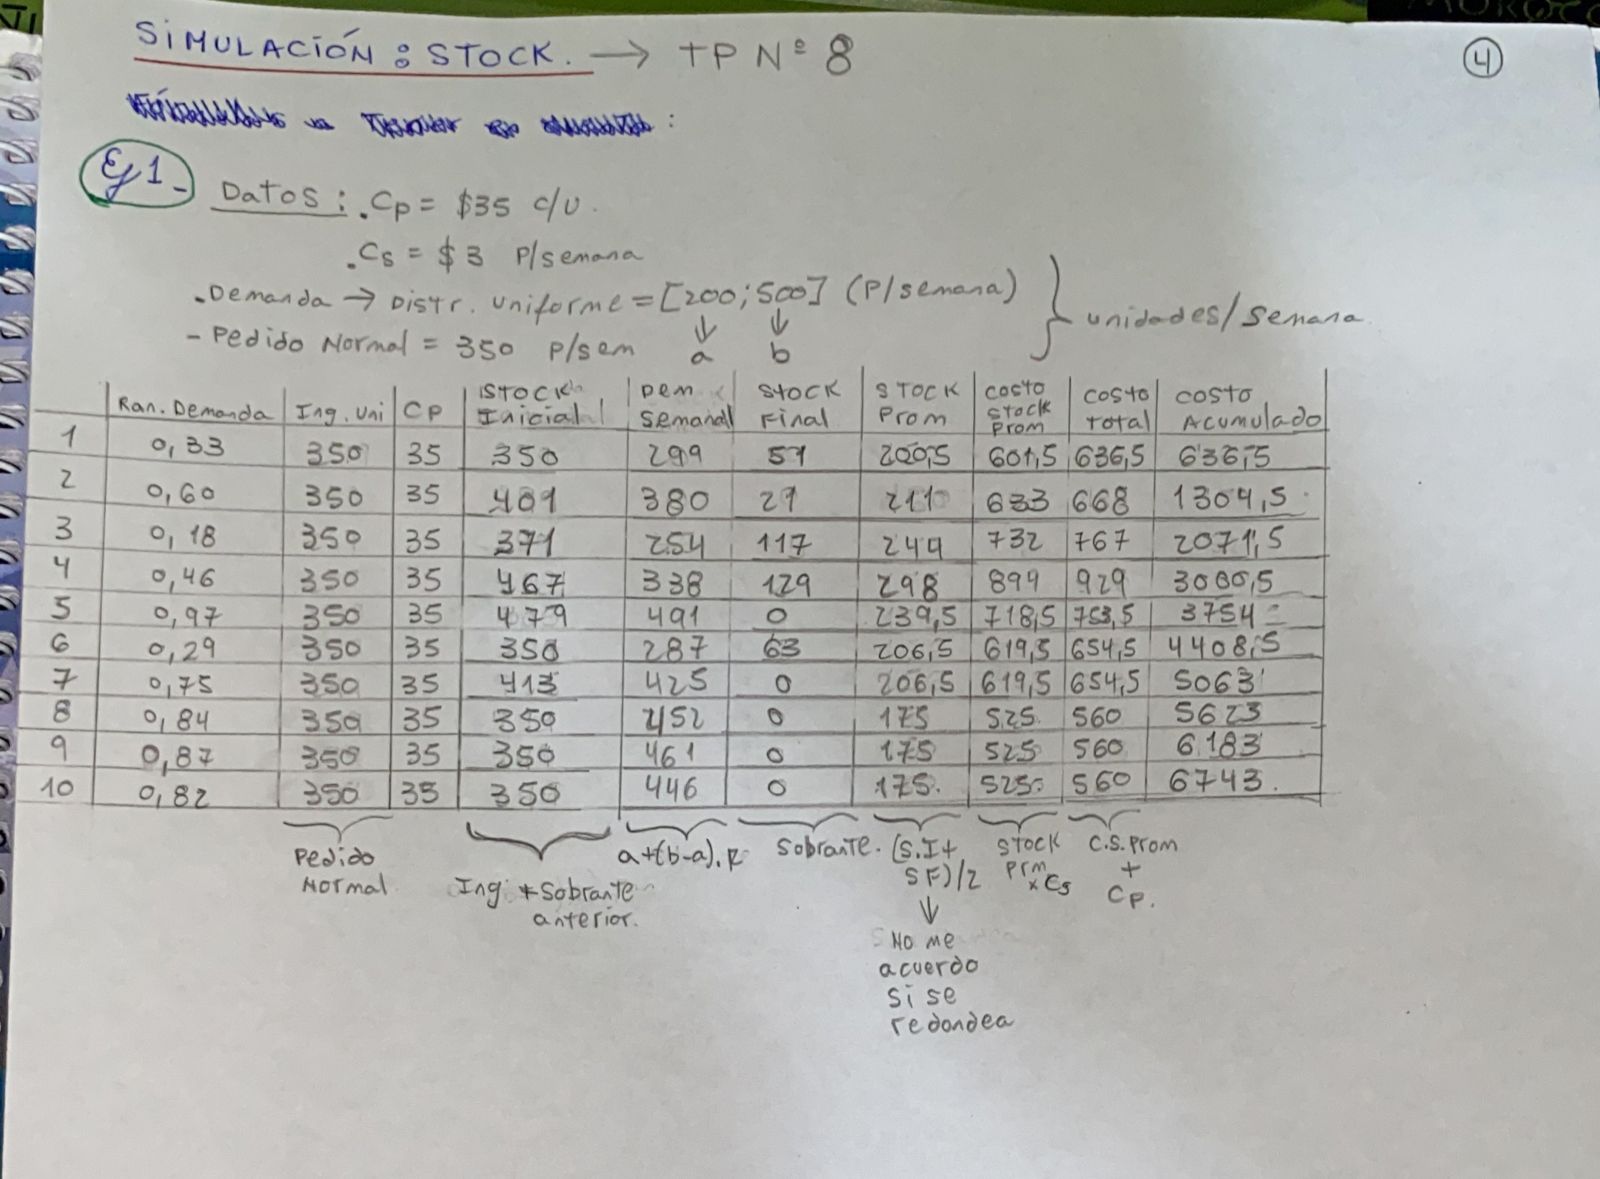 SIMULACIÓN: STOCK. → TP Nº 8
4
Ej 1_
Datos: .Cp = $35 c/u.
.Cs = $3 P/semana
.Demanda → Distr. uniforme = [200; 500] (P/semana)
- Pedido Normal = 350 P/sem a b
unidades/semana.
Ran. Demanda | Ing. Uni | CP | STOCK Inicial | Dem Semanal | STOCK Final | STOCK Prom | COSTO STOCK Prom | COSTO TOTAL | COSTO Acumulado
1 | 0,33 | 350 | 35 | 350 | 299 | 51 | 200,5 | 601,5 | 636,5 | 636,5
2 | 0,60 | 350 | 35 | 401 | 380 | 21 | 211 | 633 | 668 | 1304,5
3 | 0,18 | 350 | 35 | 371 | 254 | 117 | 244 | 732 | 767 | 2071,5
4 | 0,46 | 350 | 35 | 467 | 338 | 129 | 298 | 894 | 929 | 3000,5
5 | 0,97 | 350 | 35 | 479 | 491 | 0 | 239,5 | 718,5 | 753,5 | 3754
6 | 0,29 | 350 | 35 | 350 | 287 | 63 | 206,5 | 619,5 | 654,5 | 4408,5
7 | 0,75 | 350 | 35 | 413 | 425 | 0 | 206,5 | 619,5 | 654,5 | 5063
8 | 0,84 | 350 | 35 | 350 | 452 | 0 | 175 | 525 | 560 | 5623
9 | 0,87 | 350 | 35 | 350 | 461 | 0 | 175 | 525 | 560 | 6183
10 | 0,82 | 350 | 35 | 350 | 446 | 0 | 175. | 525. | 560 | 6743.
Pedido
Normal.
Ing. + Sobrante
anterior.
a+(b-a).R
Sobrante.
(S.I+
SF)/2
↓
No me
acuerdo
si se
redondea
STOCK
Prm
x Cs
C.S.Prom
+
Cp.